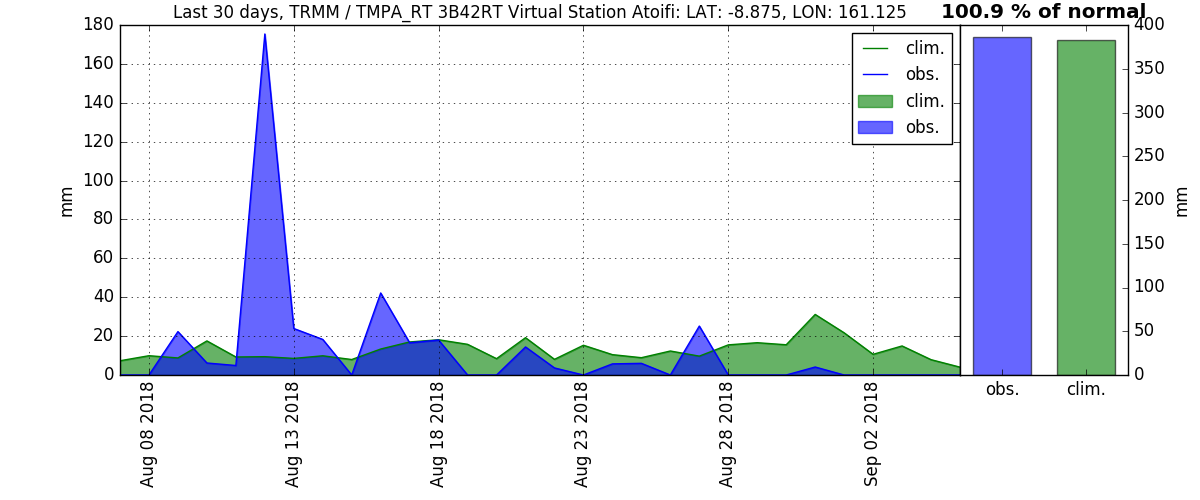 Last 30 days, TRMM / TMPA_RT 3B42RT Virtual Station Atoifi: LAT: -8.875, LON: 161.125
100.9 % of normal
180
160
140
120
100
80
60
40
20
0
mm
clim.
obs.
clim.
obs.
400
350
300
250
200
150
100
50
0
mm
Aug 08 2018
Aug 13 2018
Aug 18 2018
Aug 23 2018
Aug 28 2018
Sep 02 2018
obs.
clim.